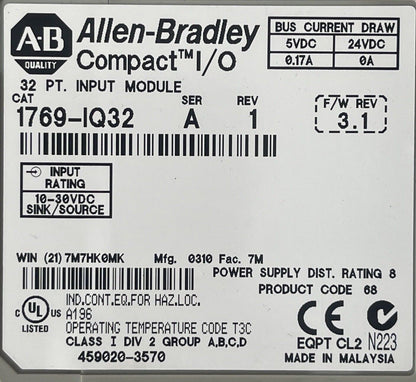 A-B
QUALITY
Allen-Bradley
Compact™ I/O
BUS CURRENT DRAW
5VDC 24VDC
0.17A 0A
32 PT. INPUT MODULE
CAT SER REV
1769-IQ32 A 1
F/W REV
3.1
INPUT
RATING
10-30VDC
SINK/SOURCE
WIN (21) 7M7HK0MK Mfg. 0310 Fac. 7M
POWER SUPPLY DIST. RATING 8
PRODUCT CODE 68
C UL US
LISTED
IND.CONT.EQ.FOR HAZ.LOC.
A196
OPERATING TEMPERATURE CODE T3C
CLASS I DIV 2 GROUP A,B,C,D
459020-3570
CE
EQPT CL2 N223
MADE IN MALAYSIA